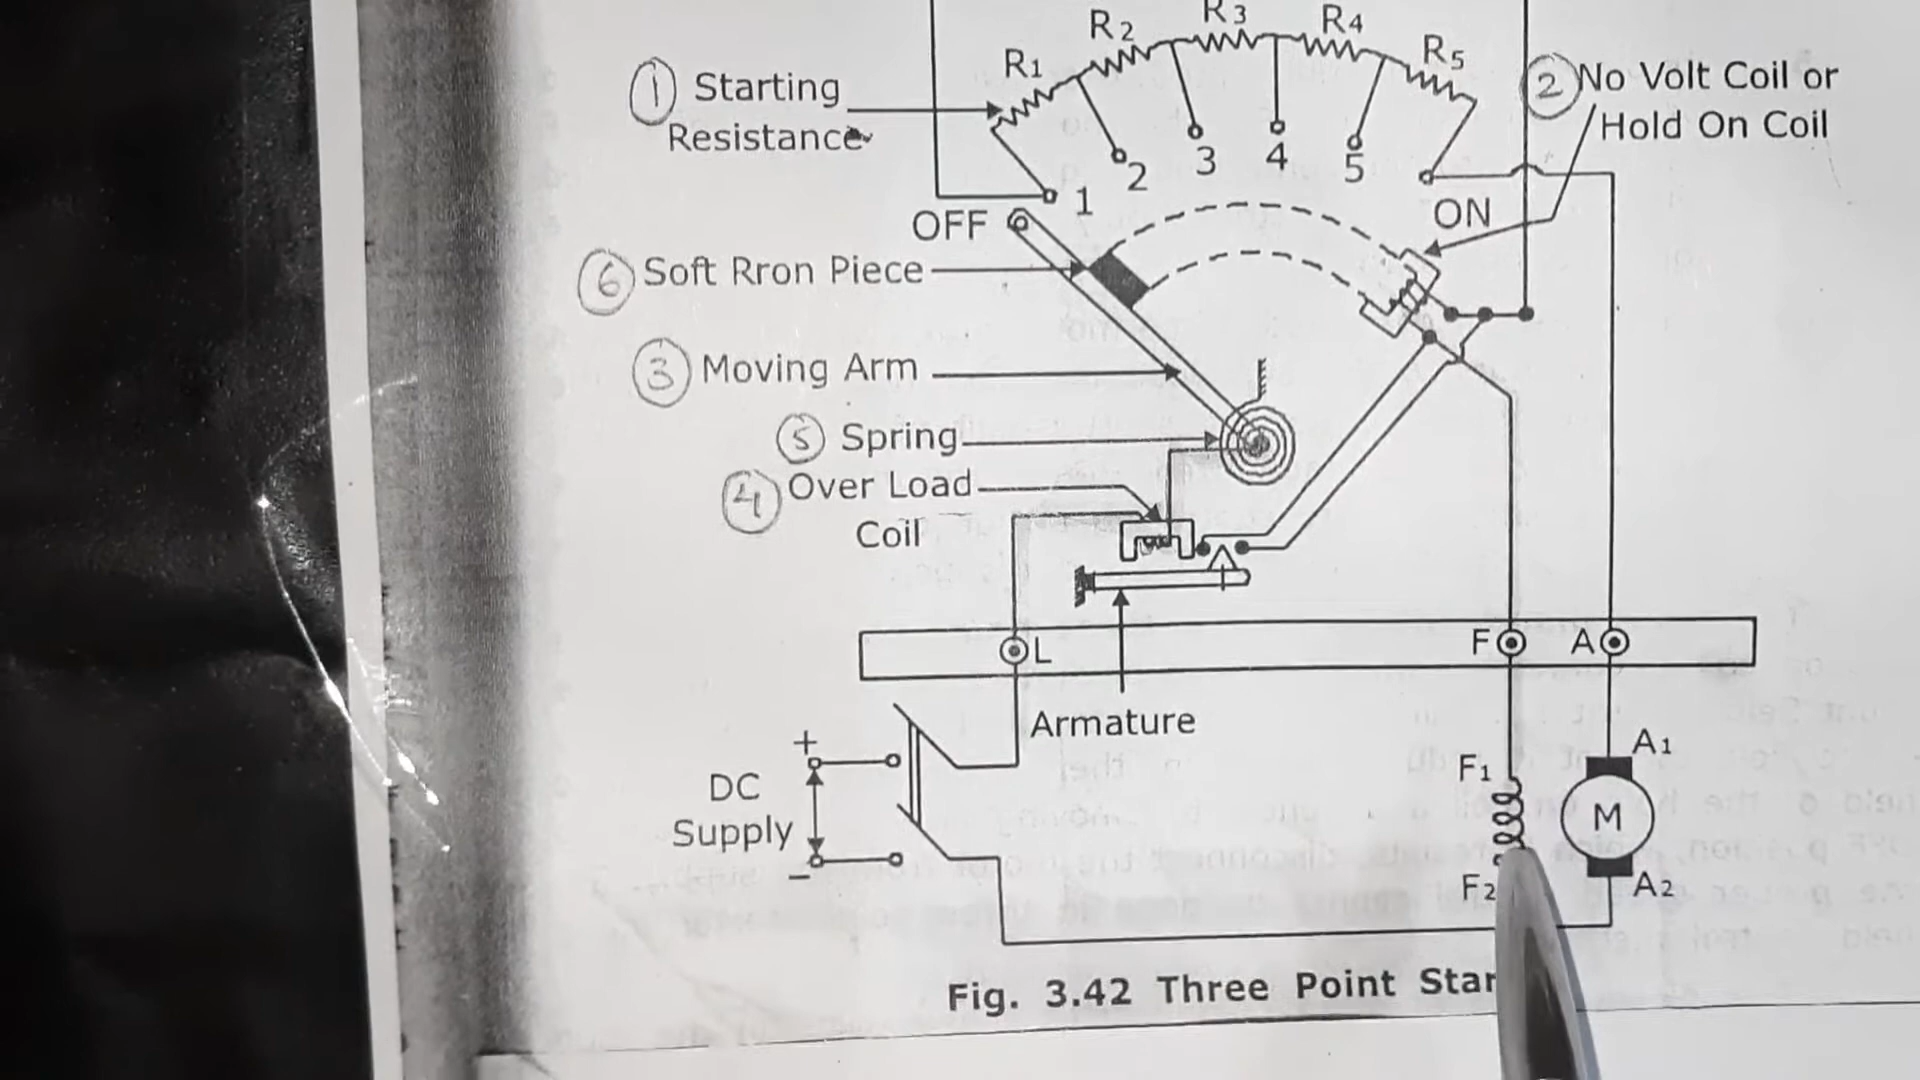 R1
R2
R3
R4
R5
① Starting
Resistance
② No Volt Coil or
Hold On Coil
1
2
3
4
5
OFF
ON
⑥ Soft Rron Piece
③ Moving Arm
⑤ Spring
④ Over Load
Coil
L
F
A
Armature
+
DC
Supply
−
F1
F2
M
A1
A2
Fig. 3.42 Three Point Star